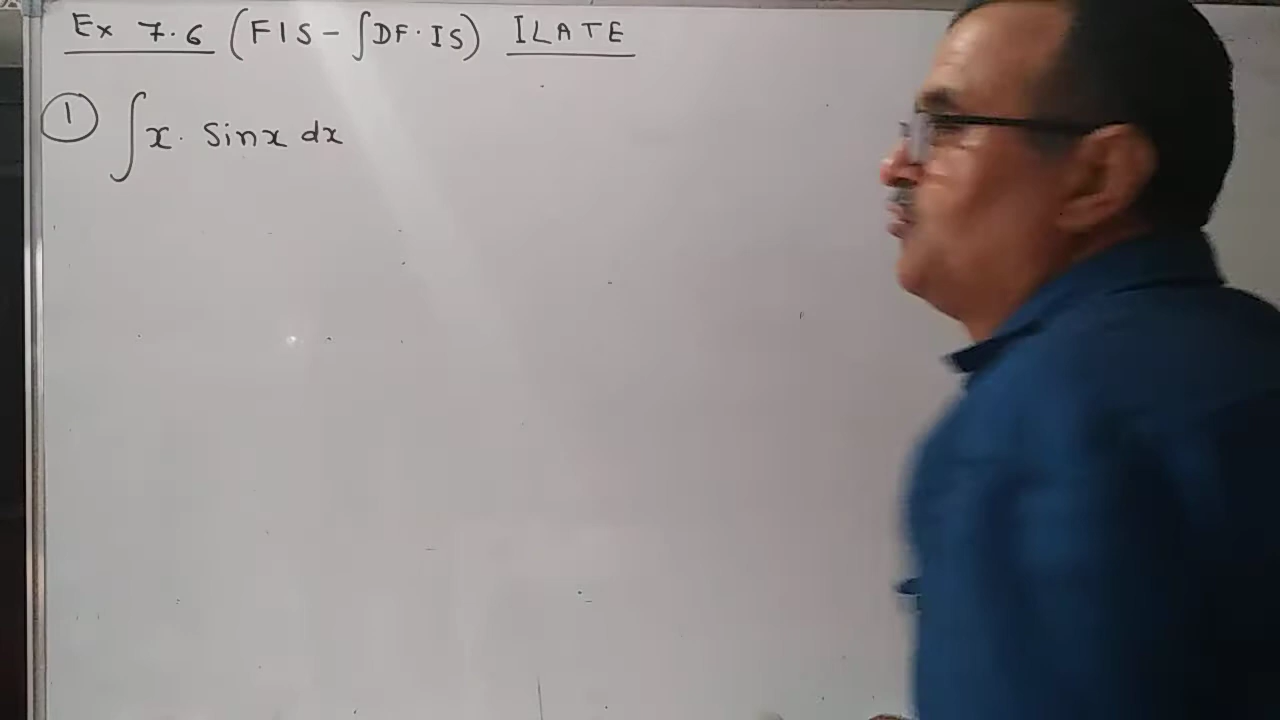 Ex 7.6 (FIS - ∫DF·IS) ILATE
① ∫x. Sinx dx